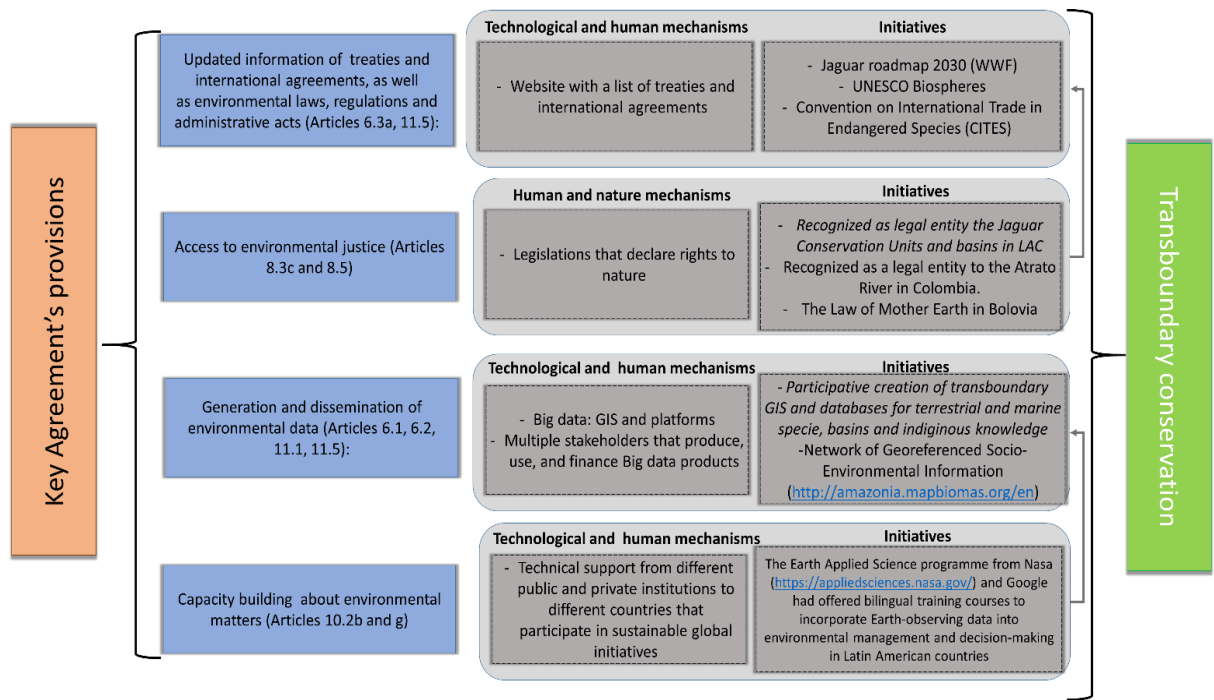 Key Agreement's provisions
Updated information of treaties and
international agreements, as well
as environmental laws, regulations and
administrative acts (Articles 6.3a, 11.5):
Technological and human mechanisms
- Website with a list of treaties and
international agreements
Initiatives
- Jaguar roadmap 2030 (WWF)
- UNESCO Biospheres
- Convention on International Trade in
Endangered Species (CITES)
Access to environmental justice (Articles
8.3c and 8.5)
Human and nature mechanisms
- Legislations that declare rights to
nature
Initiatives
- Recognized as legal entity the Jaguar
Conservation Units and basins in LAC
- Recognized as a legal entity to the Atrato
River in Colombia.
- The Law of Mother Earth in Bolovia
Generation and dissemination of
environmental data (Articles 6.1, 6.2,
11.1, 11.5):
Technological and human mechanisms
- Big data: GIS and platforms
- Multiple stakeholders that produce,
use, and finance Big data products
Initiatives
- Participative creation of transboundary
GIS and databases for terrestrial and marine
specie, basins and indiginous knowledge
-Network of Georeferenced Socio-
Environmental Information
(http://amazonia.mapbiomas.org/en)
Capacity building about environmental
matters (Articles 10.2b and g)
Technological and human mechanisms
- Technical support from different
public and private institutions to
different countries that
participate in sustainable global
initiatives
Initiatives
The Earth Applied Science programme from Nasa
(https://appliedsciences.nasa.gov/) and Google
had offered bilingual training courses to
incorporate Earth-observing data into
environmental management and decision-making
in Latin American countries
Transboundary conservation